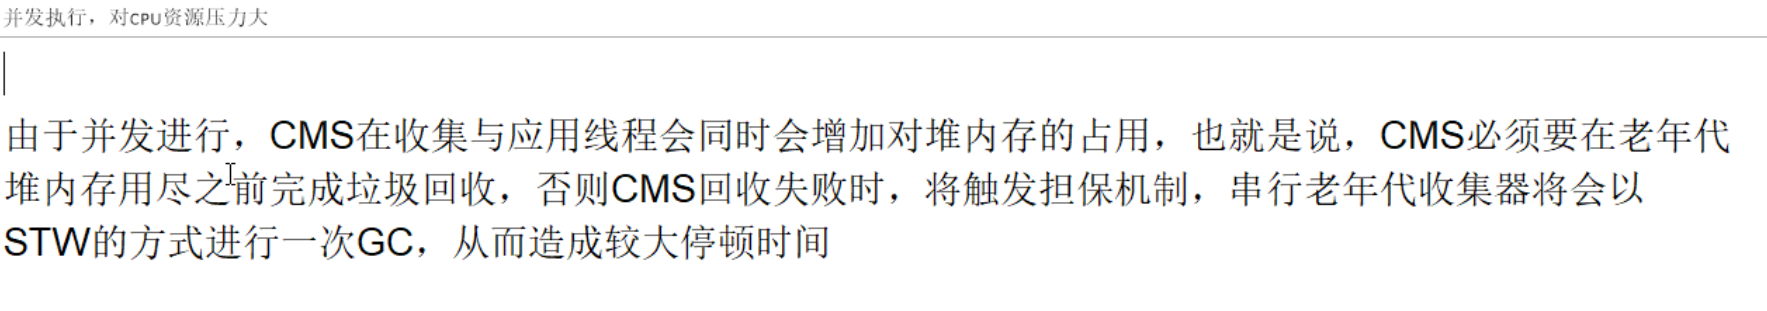 并发执行，对CPU资源压力大
由于并发进行，CMS在收集与应用线程会同时会增加对堆内存的占用，也就是说，CMS必须要在老年代
堆内存用尽之前完成垃圾回收，否则CMS回收失败时，将触发担保机制，串行老年代收集器将会以
STW的方式进行一次GC，从而造成较大停顿时间